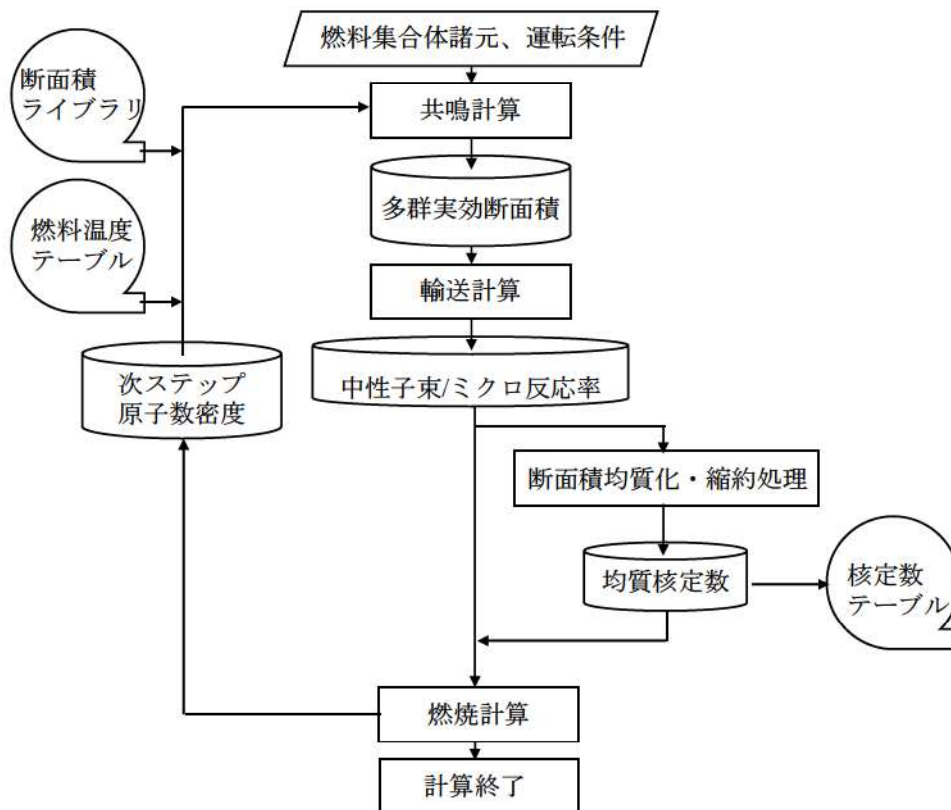 燃料集合体諸元、運転条件
断面積
ライブラリ
共鳴計算
多群実効断面積
燃料温度
テーブル
輸送計算
中性子束/ミクロ反応率
次ステップ
原子数密度
断面積均質化・縮約処理
均質核定数
核定数
テーブル
燃焼計算
計算終了